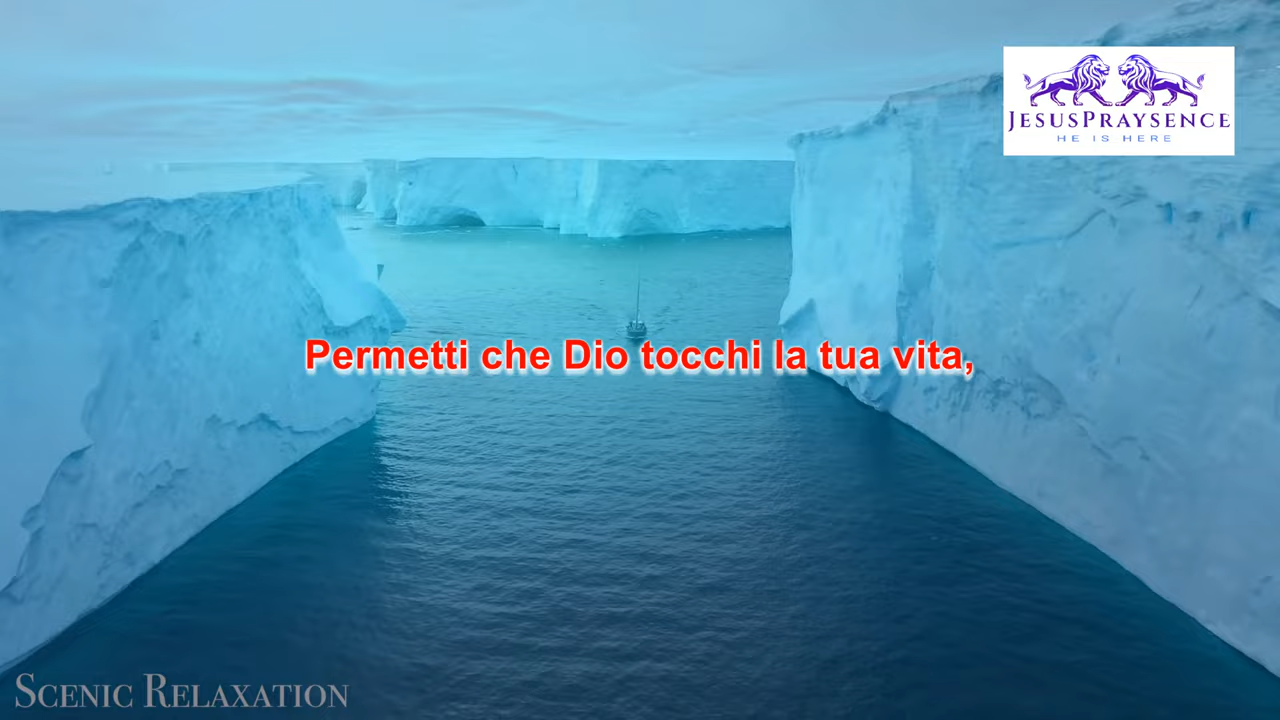 JesusPraysence
HE IS HERE
Permetti che Dio tocchi la tua vita,
Scenic Relaxation